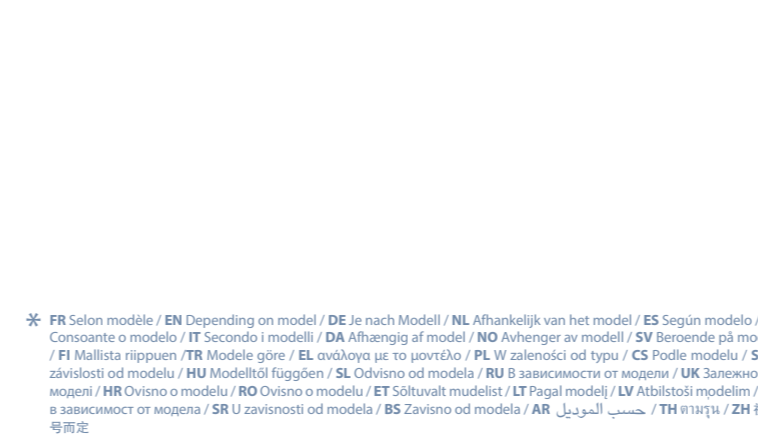 * FR Selon modèle / EN Depending on model / DE Je nach Modell / NL Afhankelijk van het model / ES Según modelo /
Consoante o modelo / IT Secondo i modelli / DA Afhængig af model / NO Avhenger av modell / SV Beroende på
/ FI Mallista riippuen /TR Modele göre / EL ανάλογα με το μοντέλο / PL W zaleności od typu / CS Podle modelu /
závislosti od modelu / HU Modelltől függően / SL Odvisno od modela / RU В зависимости от модели / UK Залежно
моделі / HR Ovisno o modelu / RO Ovisno o modelu / ET Sõltuvalt mudelist / LT Pagal modelį / LV Atbilstoši modelim /
в зависимост от модела / SR U zavisnosti od modela / BS Zavisno od modela / AR حسب الموديل / TH ตามรุ่น / ZH
号而定